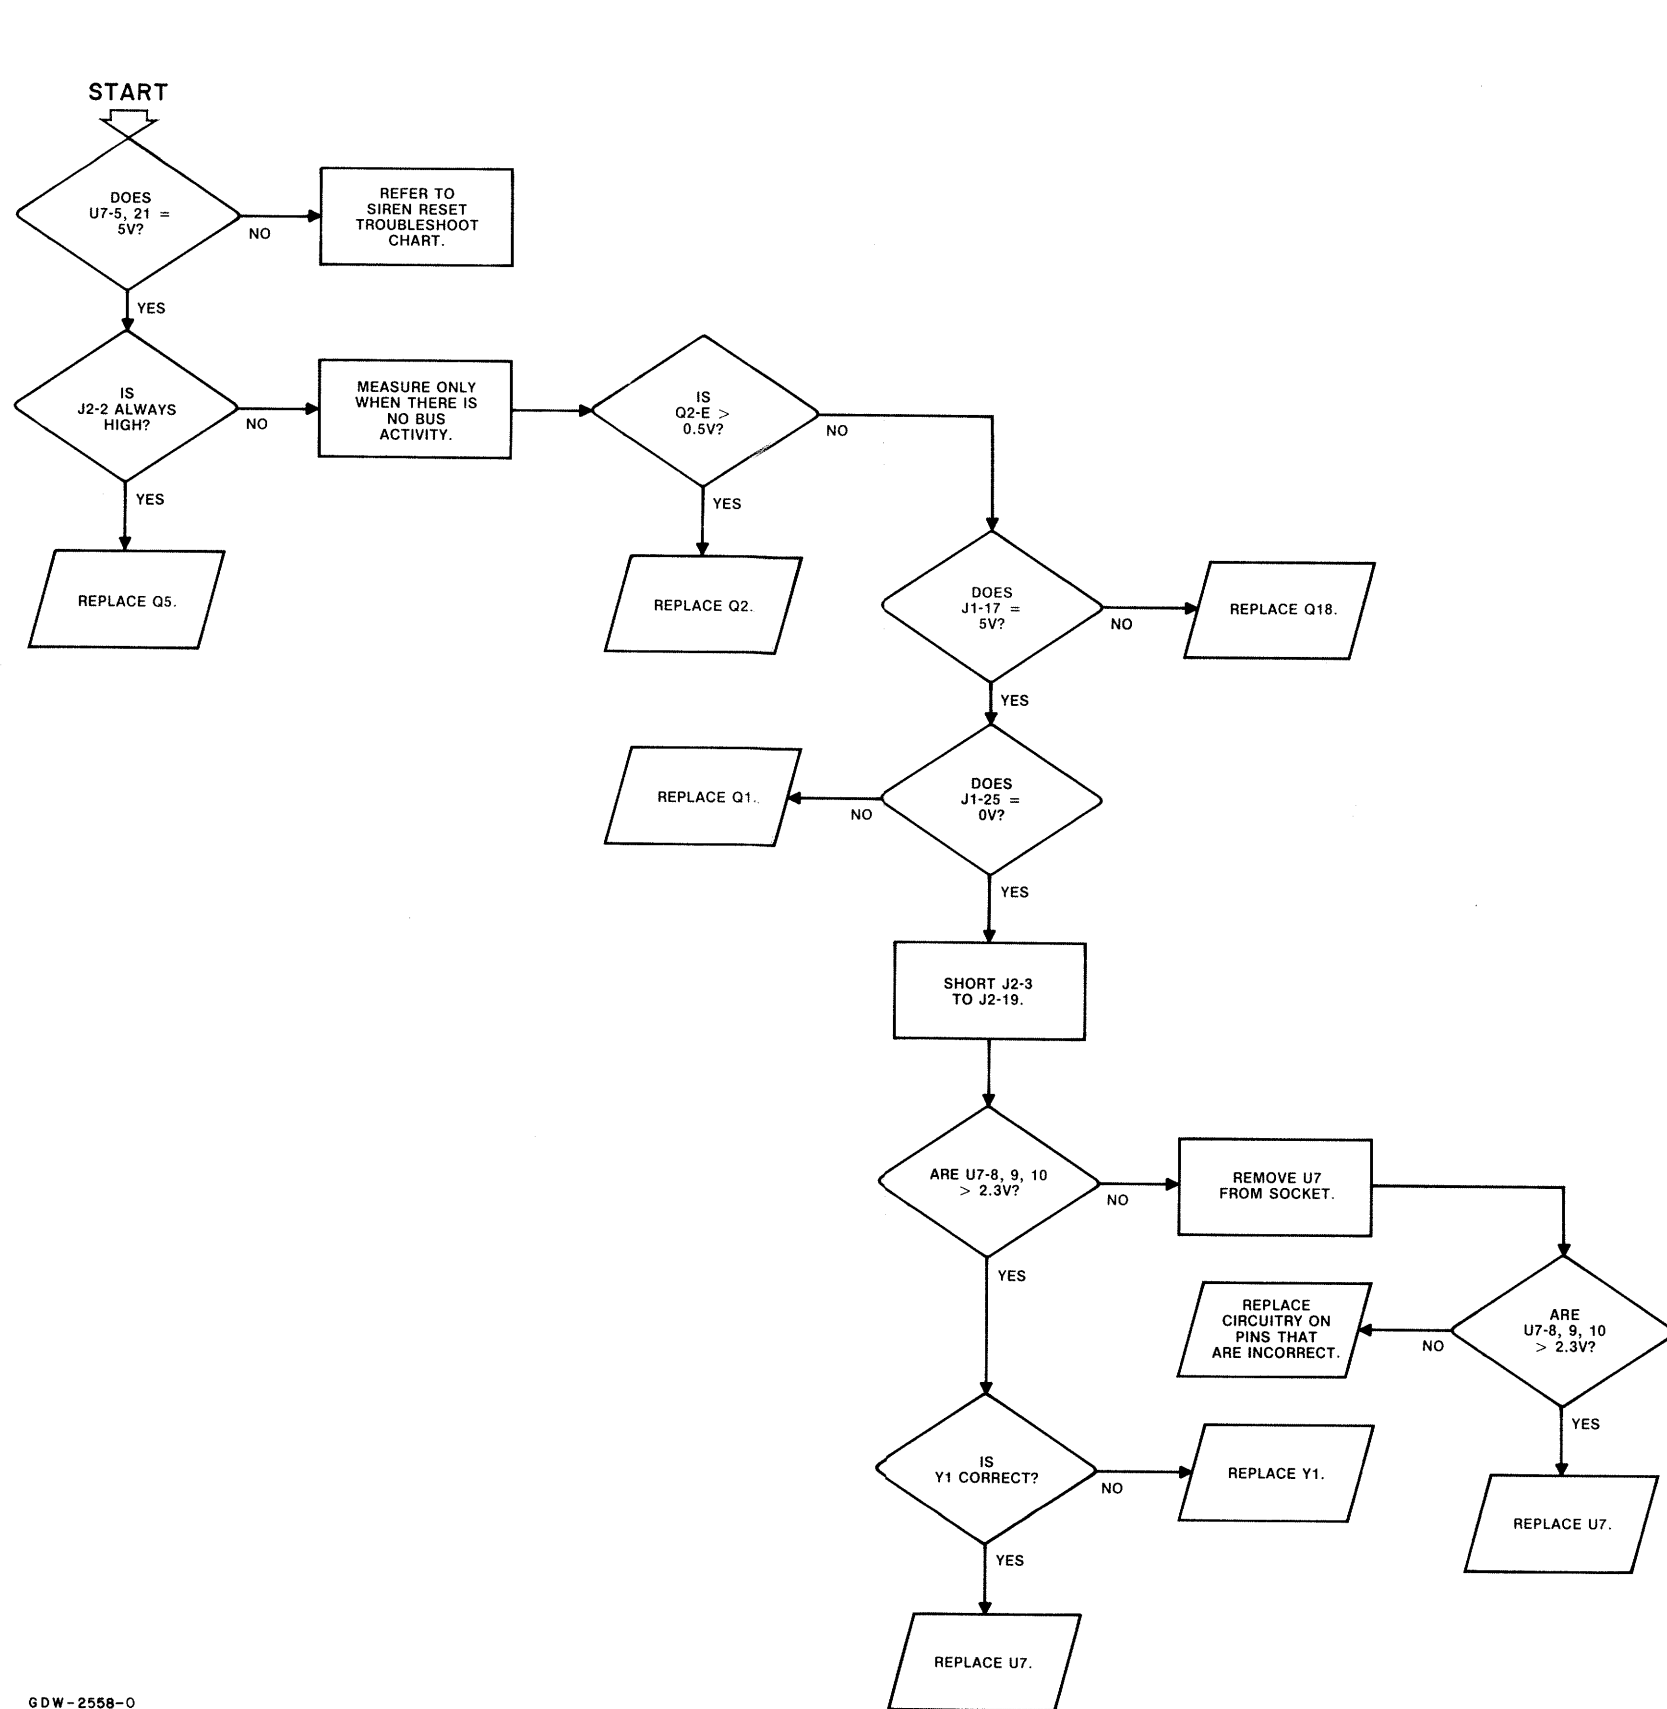 START
DOES
U7-5, 21 =
5V?
NO
REFER TO
SIREN RESET
TROUBLESHOOT
CHART.
YES
IS
J2-2 ALWAYS
HIGH?
NO
MEASURE ONLY
WHEN THERE IS
NO BUS
ACTIVITY.
IS
Q2-E >
0.5V?
NO
YES
REPLACE Q5.
YES
REPLACE Q2.
DOES
J1-17 =
5V?
NO
REPLACE Q18.
YES
DOES
J1-25 =
0V?
NO
REPLACE Q1.
YES
SHORT J2-3
TO J2-19.
ARE U7-8, 9, 10
> 2.3V?
NO
REMOVE U7
FROM SOCKET.
YES
ARE
U7-8, 9, 10
> 2.3V?
NO
REPLACE
CIRCUITRY ON
PINS THAT
ARE INCORRECT.
YES
REPLACE U7.
IS
Y1 CORRECT?
NO
REPLACE Y1.
YES
REPLACE U7.
GDW-2558-0